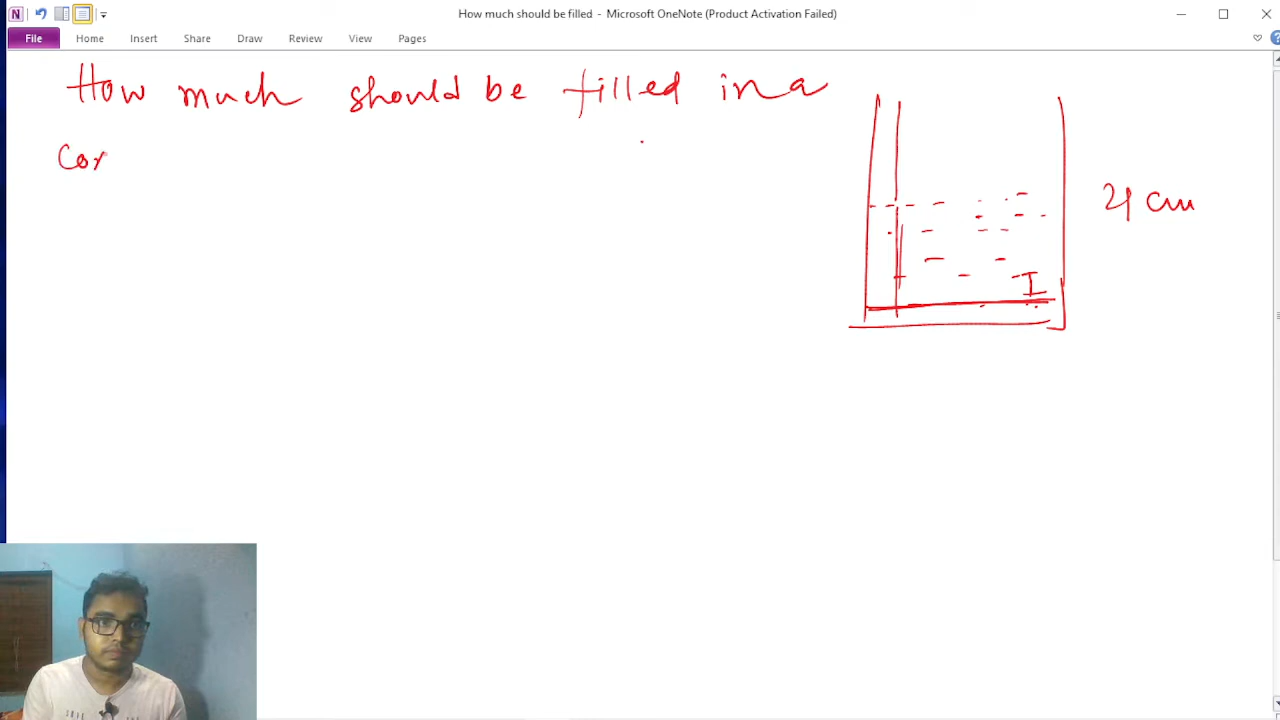 How much should be filled - Microsoft OneNote (Product Activation Failed)
File Home Insert Share Draw Review View Pages
How much should be filled in a
21 cm